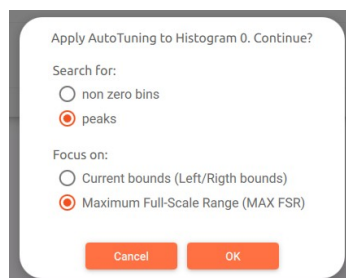 Apply AutoTuning to Histogram 0. Continue?
Search for:
non zero bins
peaks
Focus on:
Current bounds (Left/Rigth bounds)
Maximum Full-Scale Range (MAX FSR)
Cancel OK